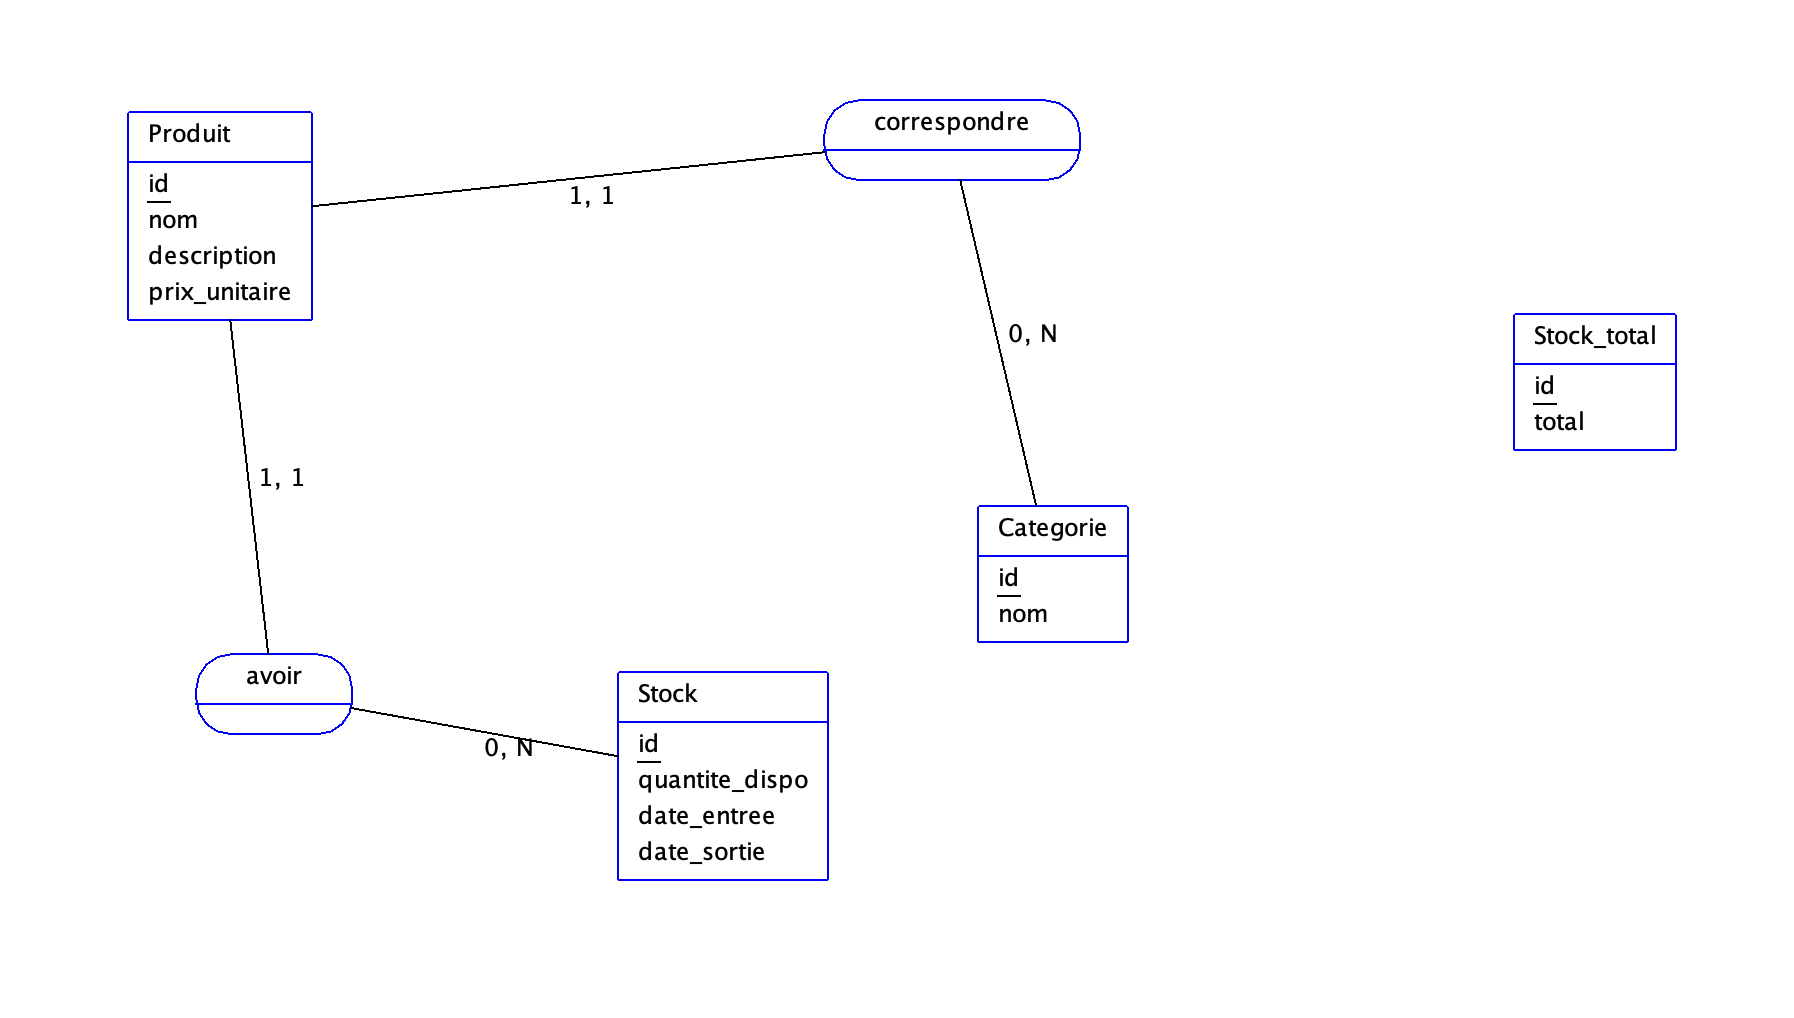 Produit
id
nom
description
prix_unitaire
1, 1
correspondre
0, N
Stock_total
id
total
1, 1
Categorie
id
nom
avoir
0, N
Stock
id
quantite_dispo
date_entree
date_sortie